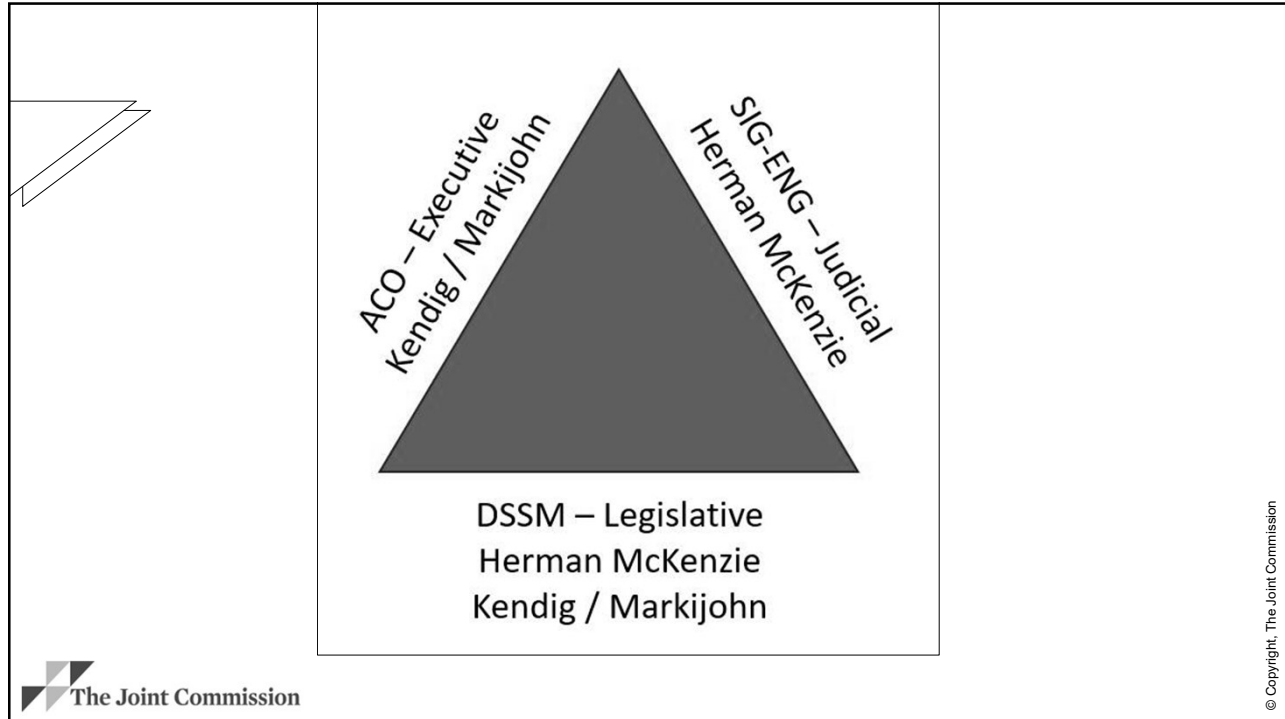 ACO – Executive
Kendig / Markijohn
SIG-ENG – Judicial
Herman McKenzie
DSSM – Legislative
Herman McKenzie
Kendig / Markijohn
The Joint Commission
© Copyright, The Joint Commission